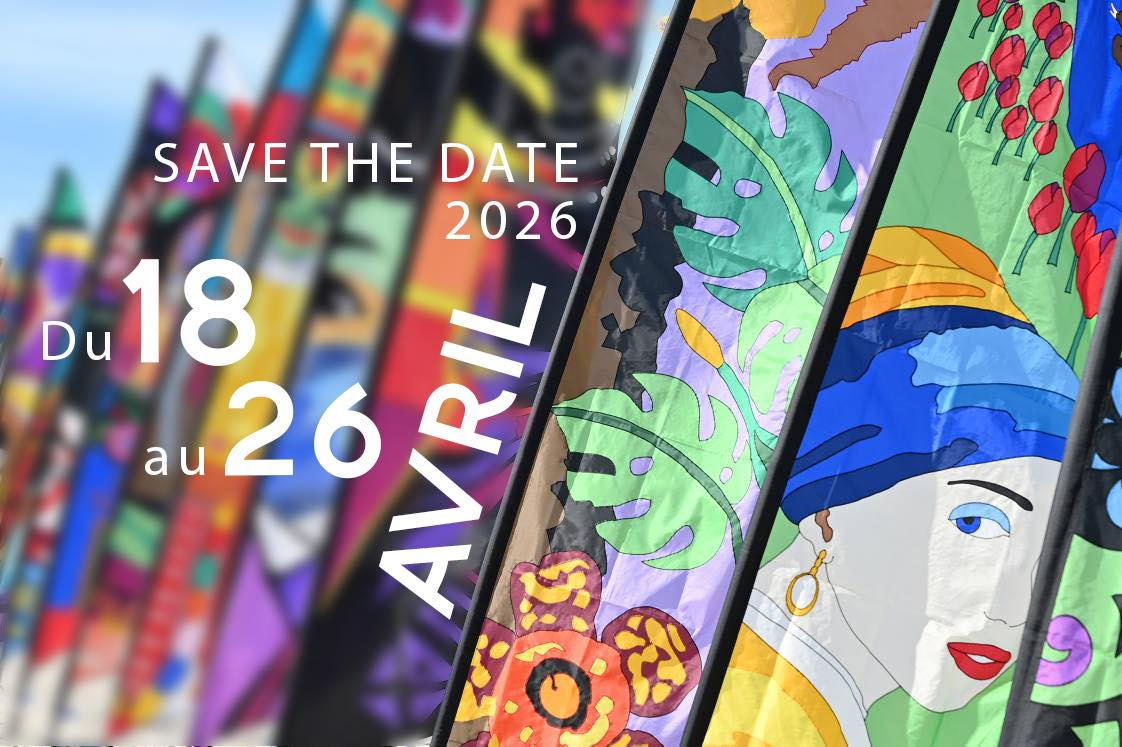 SAVE THE DATE
2026
Du 18
au 26
AVRIL